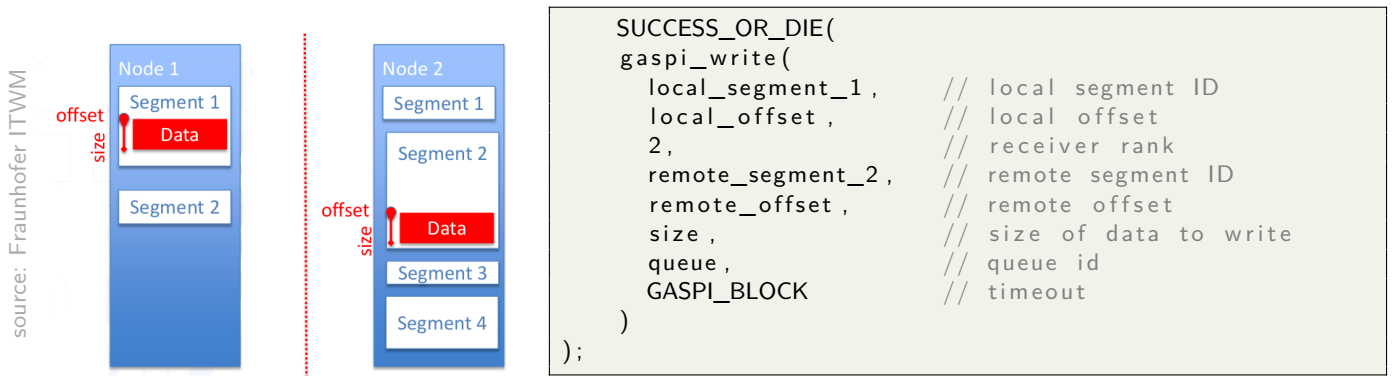 source: Fraunhofer ITWM
Node 1
Segment 1
offset
size
Data
Segment 2
Node 2
Segment 1
Segment 2
offset
size
Data
Segment 3
Segment 4
SUCCESS_OR_DIE(
gaspi_write(
local_segment_1, // local segment ID
local_offset, // local offset
2, // receiver rank
remote_segment_2, // remote segment ID
remote_offset, // remote offset
size, // size of data to write
queue, // queue id
GASPI_BLOCK // timeout
)
);